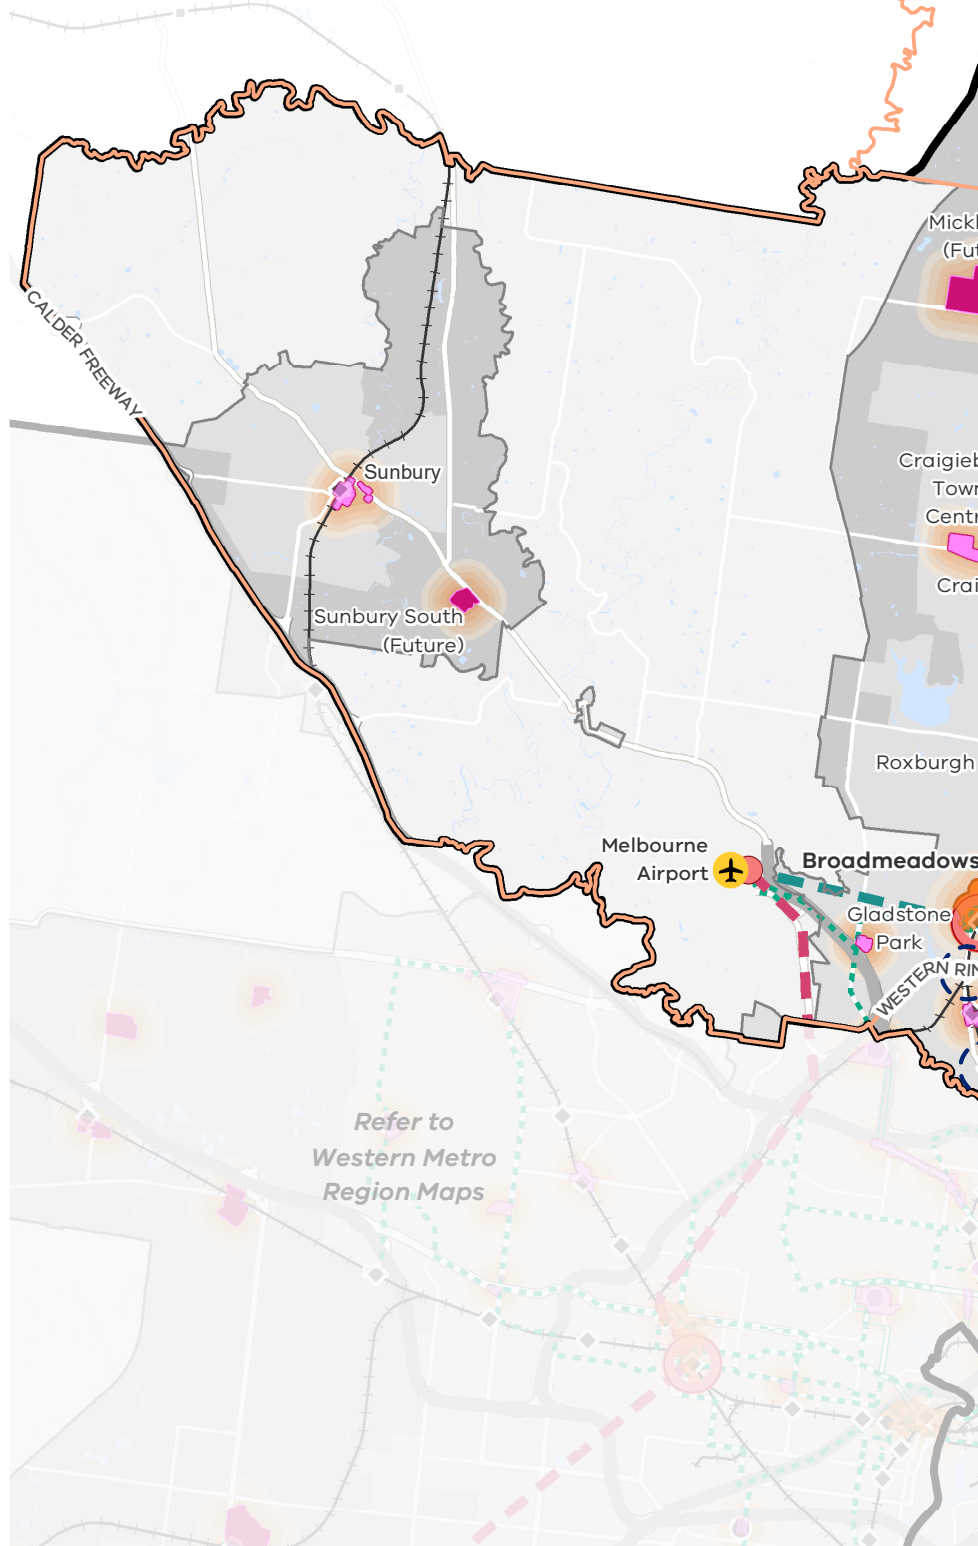 Mickl
(Fut
CALDER FREEWAY
Sunbury
Craigieb
Town
Centr
Crai
Sunbury South
(Future)
Roxburgh
Melbourne
Airport
Broadmeadows
Gladstone
Park
WESTERN RIN
Refer to
Western Metro
Region Maps